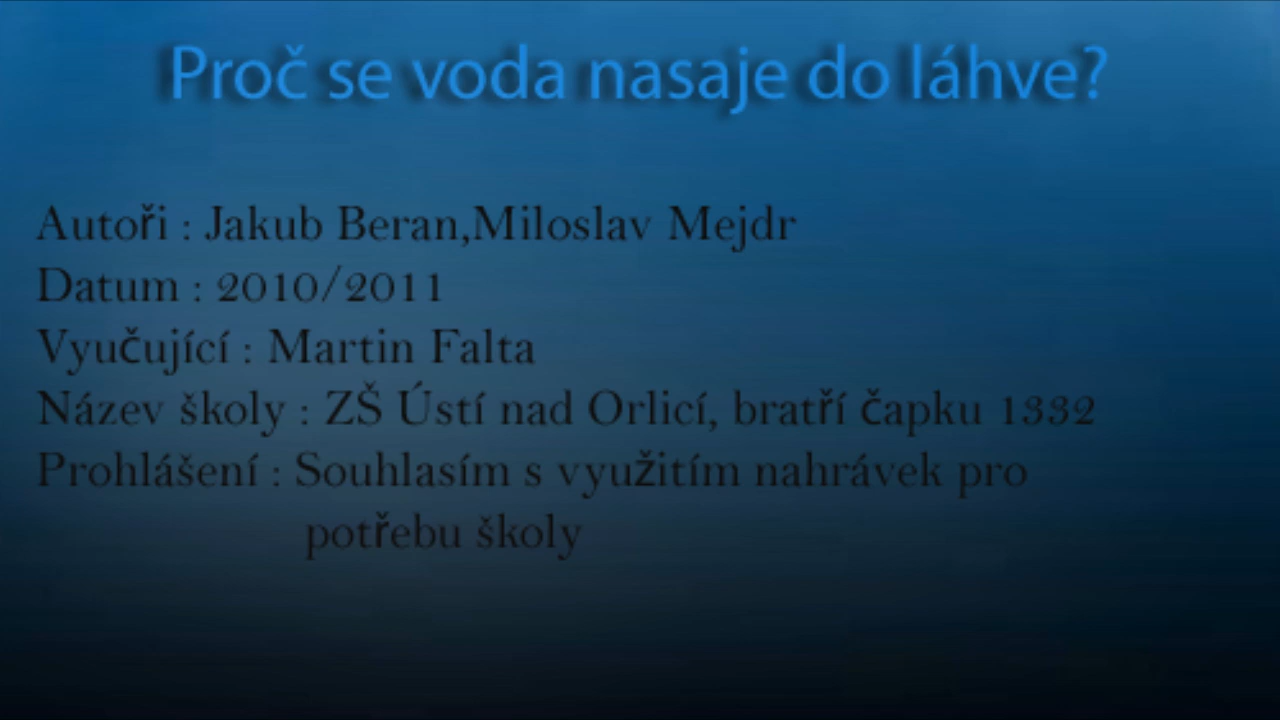 Proč se voda nasaje do láhve?
Autoři : Jakub Beran,Miloslav Mejdr
Datum : 2010/2011
Vyučující : Martin Falta
Název školy : ZŠ Ústí nad Orlicí, bratří čapku 1332
Prohlášení : Souhlasím s využitím nahrávek pro
potřebu školy